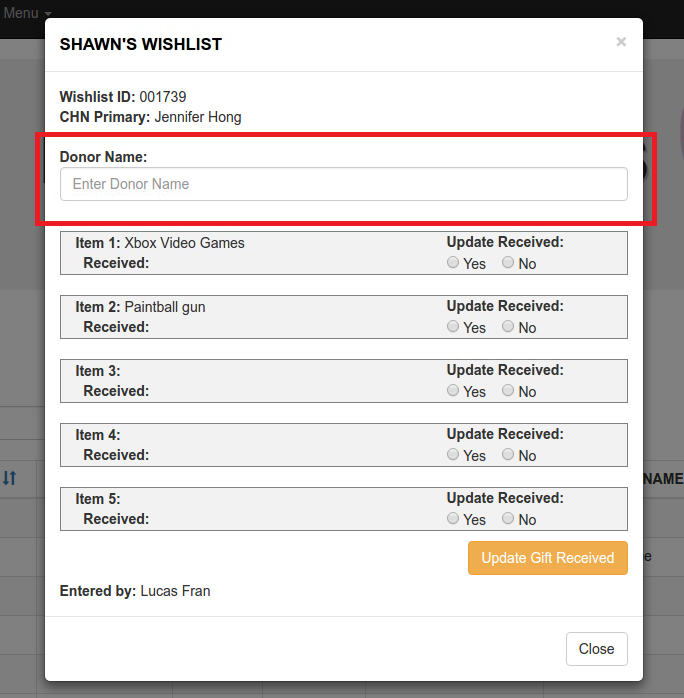 Menu
SHAWN'S WISHLIST
×
Wishlist ID: 001739
CHN Primary: Jennifer Hong
Donor Name:
Enter Donor Name
Item 1: Xbox Video Games Update Received:
Received: Yes No
Item 2: Paintball gun Update Received:
Received: Yes No
Item 3: Update Received:
Received: Yes No
Item 4: Update Received:
Received: Yes No
NAME
Item 5: Update Received:
Received: Yes No
Update Gift Received
Entered by: Lucas Fran
Close